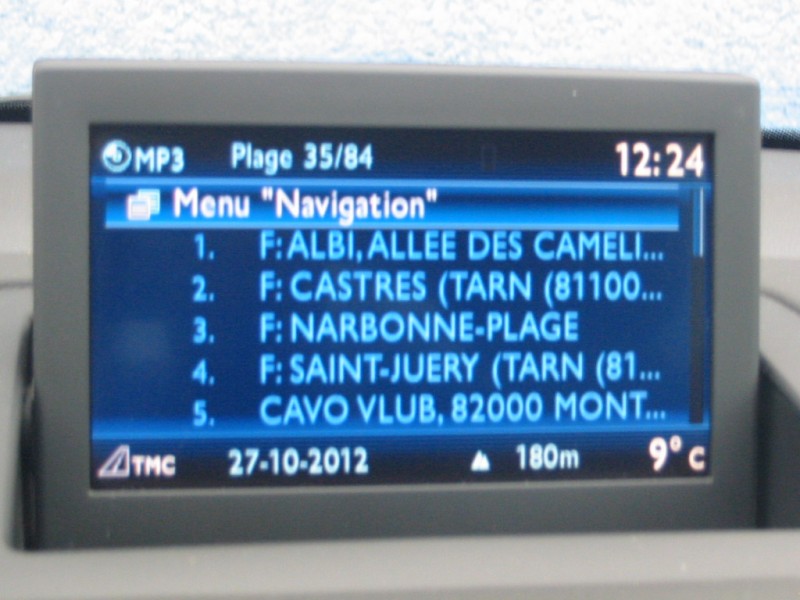 MP3 Plage 35/84 12:24
Menu "Navigation"
1. F: ALBI, ALLEE DES CAMELI...
2. F: CASTRES (TARN (81100...
3. F: NARBONNE-PLAGE
4. F: SAINT-JUERY (TARN (81...
5. CAVO VLUB, 82000 MONT...
TMC 27-10-2012 180m 9° C